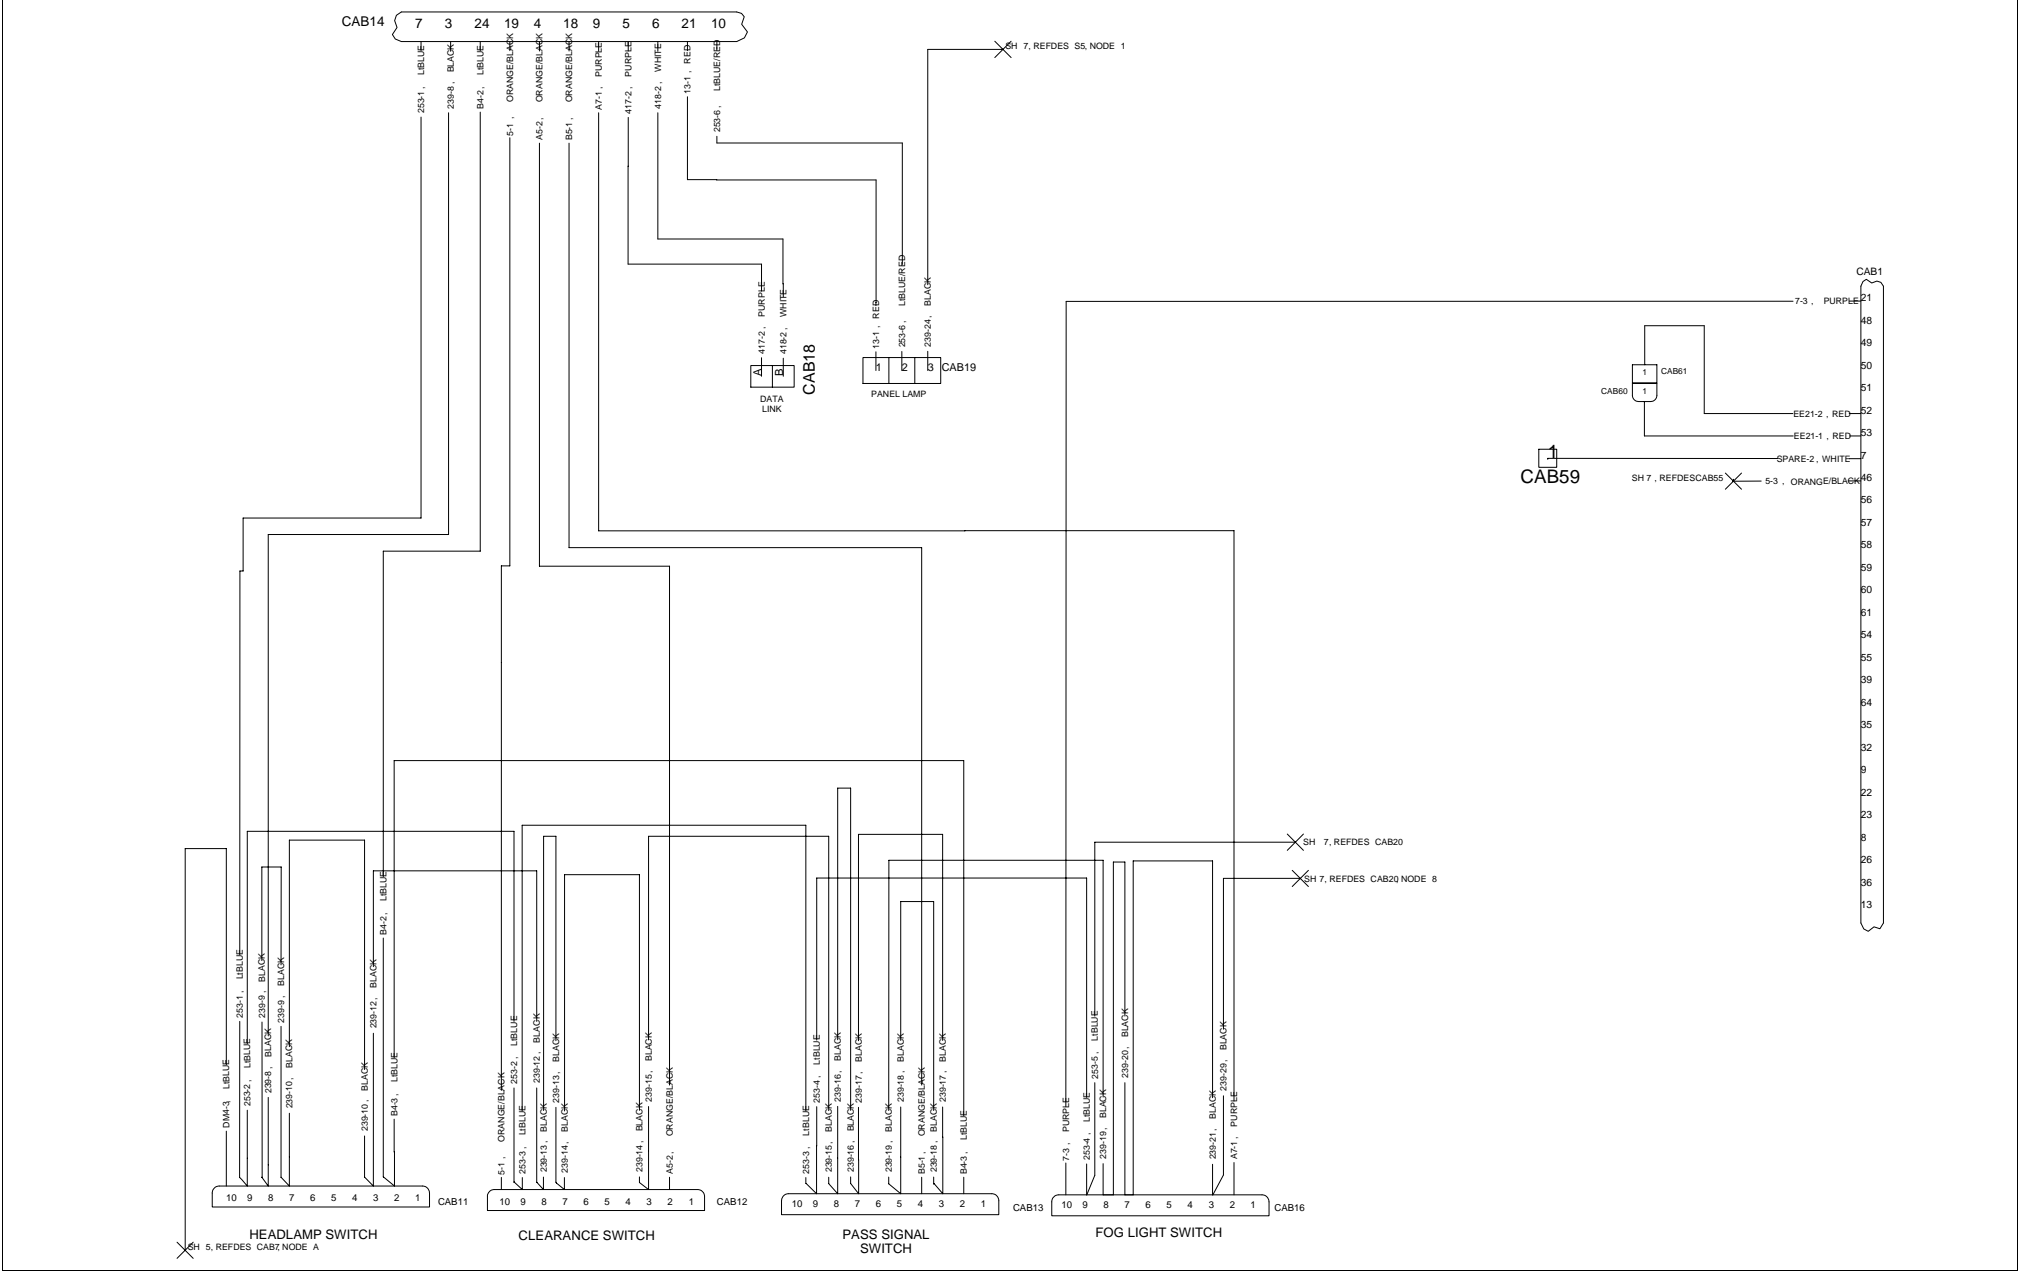 CAB14 7 3 24 19 4 18 9 5 6 21 10
253-1, LtBLUE
239-8, BLACK
B4-2, LtBLUE
5-1, ORANGE/BLACK
A5-2, ORANGE/BLACK
B5-1, ORANGE/BLACK
A7-1, PURPLE
417-2, PURPLE
418-2, WHITE
13-1, RED
253-6, LtBLUE/RED
SH 7, REFDES S5, NODE 1
417-2, PURPLE
418-2, WHITE
A B
CAB18
DATA
LINK
13-1, RED
253-6, LtBLUE/RED
239-24, BLACK
1 2 3 CAB19
PANEL LAMP
CAB1
7-3, PURPLE 21
48
49
50
51
EE21-2, RED 52
EE21-1, RED 53
SPARE-2, WHITE 7
5-3, ORANGE/BLACK 46
56
57
58
59
60
61
54
55
39
64
35
32
9
22
23
8
26
36
13
1 CAB61
CAB60 1
1
CAB59
SH 7, REFDESCAB55
SH 7, REFDES CAB20
SH 7, REFDES CAB20, NODE 8
DM4-3, LtBLUE
253-1, LtBLUE
253-2, LtBLUE
239-9, BLACK
239-8, BLACK
239-9, BLACK
239-10, BLACK
239-10, BLACK
239-12, BLACK
B4-2, LtBLUE
B4-3, LtBLUE
10 9 8 7 6 5 4 3 2 1 CAB11
HEADLAMP SWITCH
SH 5, REFDES CAB7, NODE A
5-1, ORANGE/BLACK
253-2, LtBLUE
253-3, LtBLUE
239-12, BLACK
239-13, BLACK
239-13, BLACK
239-14, BLACK
239-14, BLACK
239-15, BLACK
A5-2, ORANGE/BLACK
10 9 8 7 6 5 4 3 2 1 CAB12
CLEARANCE SWITCH
253-3, LtBLUE
253-4, LtBLUE
239-15, BLACK
239-16, BLACK
239-16, BLACK
239-17, BLACK
239-19, BLACK
239-18, BLACK
B5-1, ORANGE/BLACK
239-18, BLACK
239-17, BLACK
B4-3, LtBLUE
10 9 8 7 6 5 4 3 2 1 CAB13
PASS SIGNAL
SWITCH
7-3, PURPLE
253-4, LtBLUE
253-5, LtBLUE
239-19, BLACK
239-20, BLACK
239-21, BLACK
239-29, BLACK
A7-1, PURPLE
10 9 8 7 6 5 4 3 2 1 CAB16
FOG LIGHT SWITCH